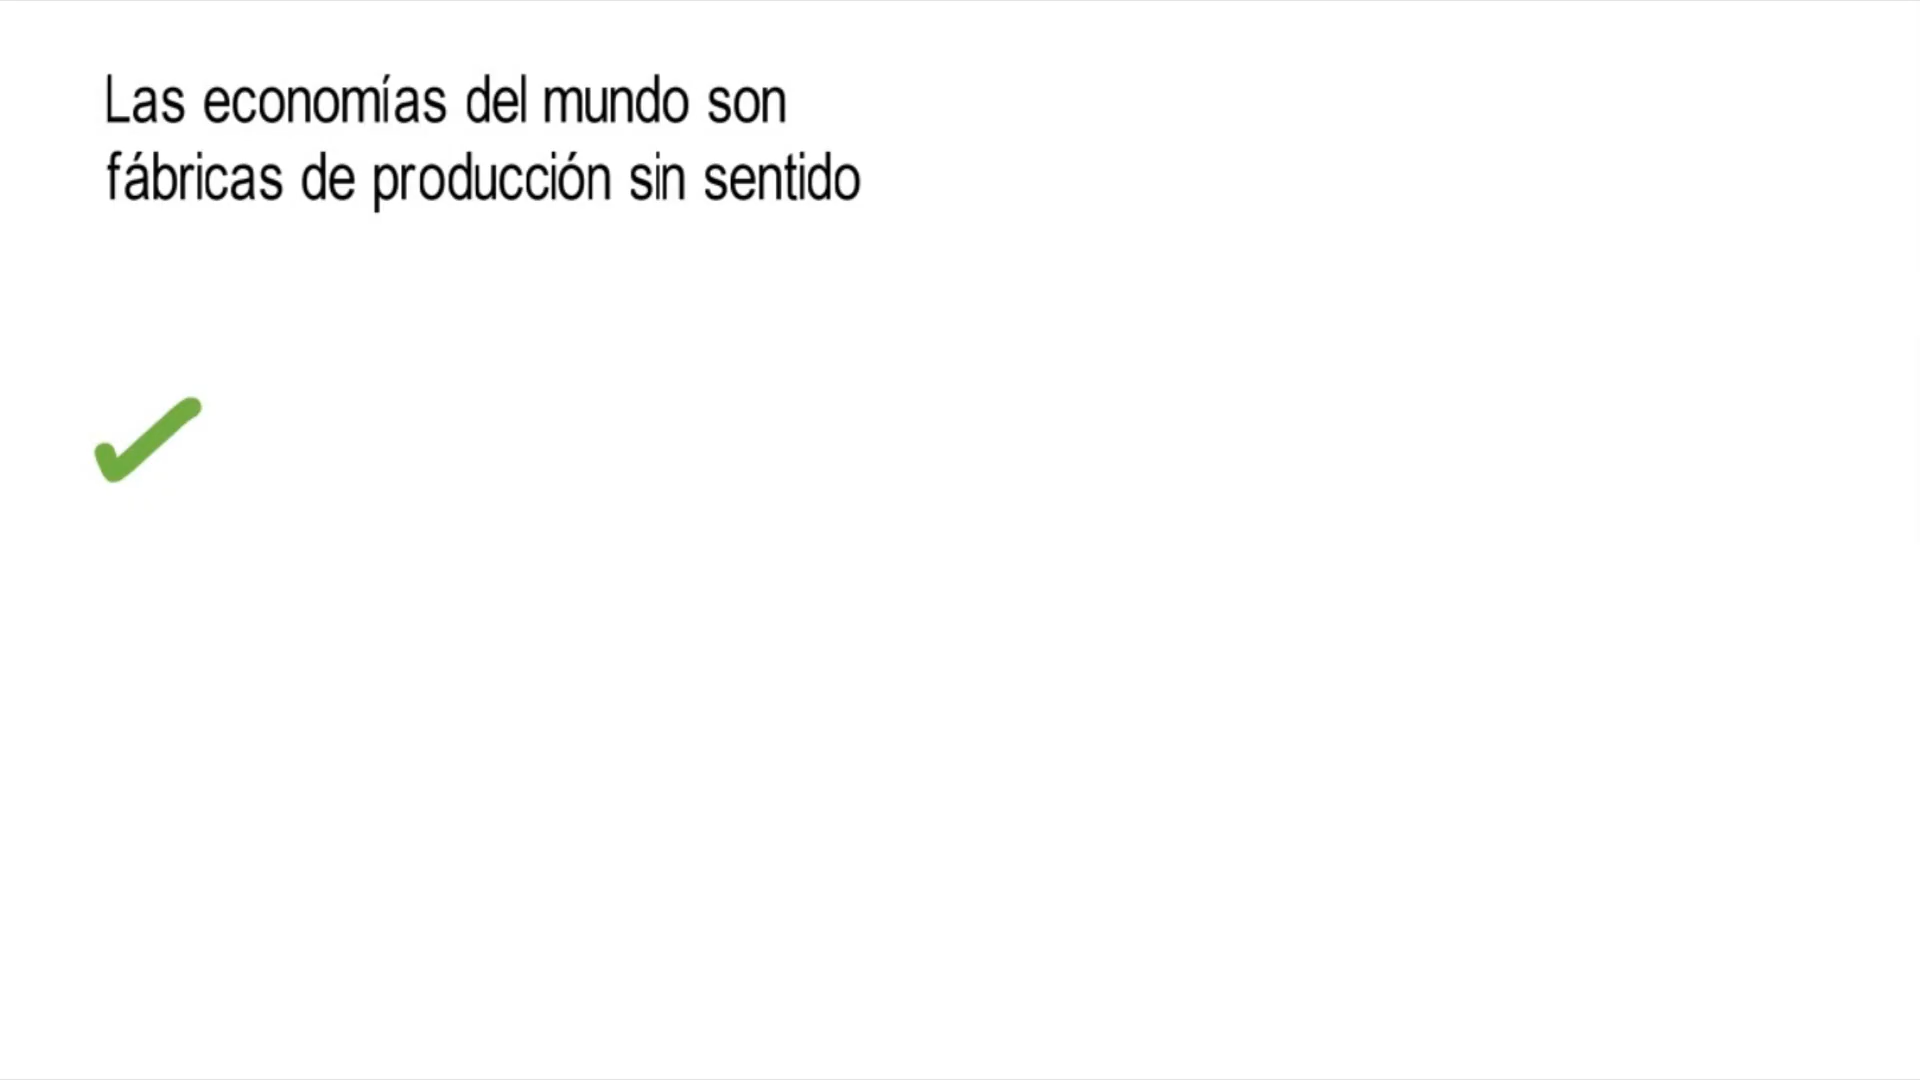 Las economías del mundo son
fábricas de producción sin sentido